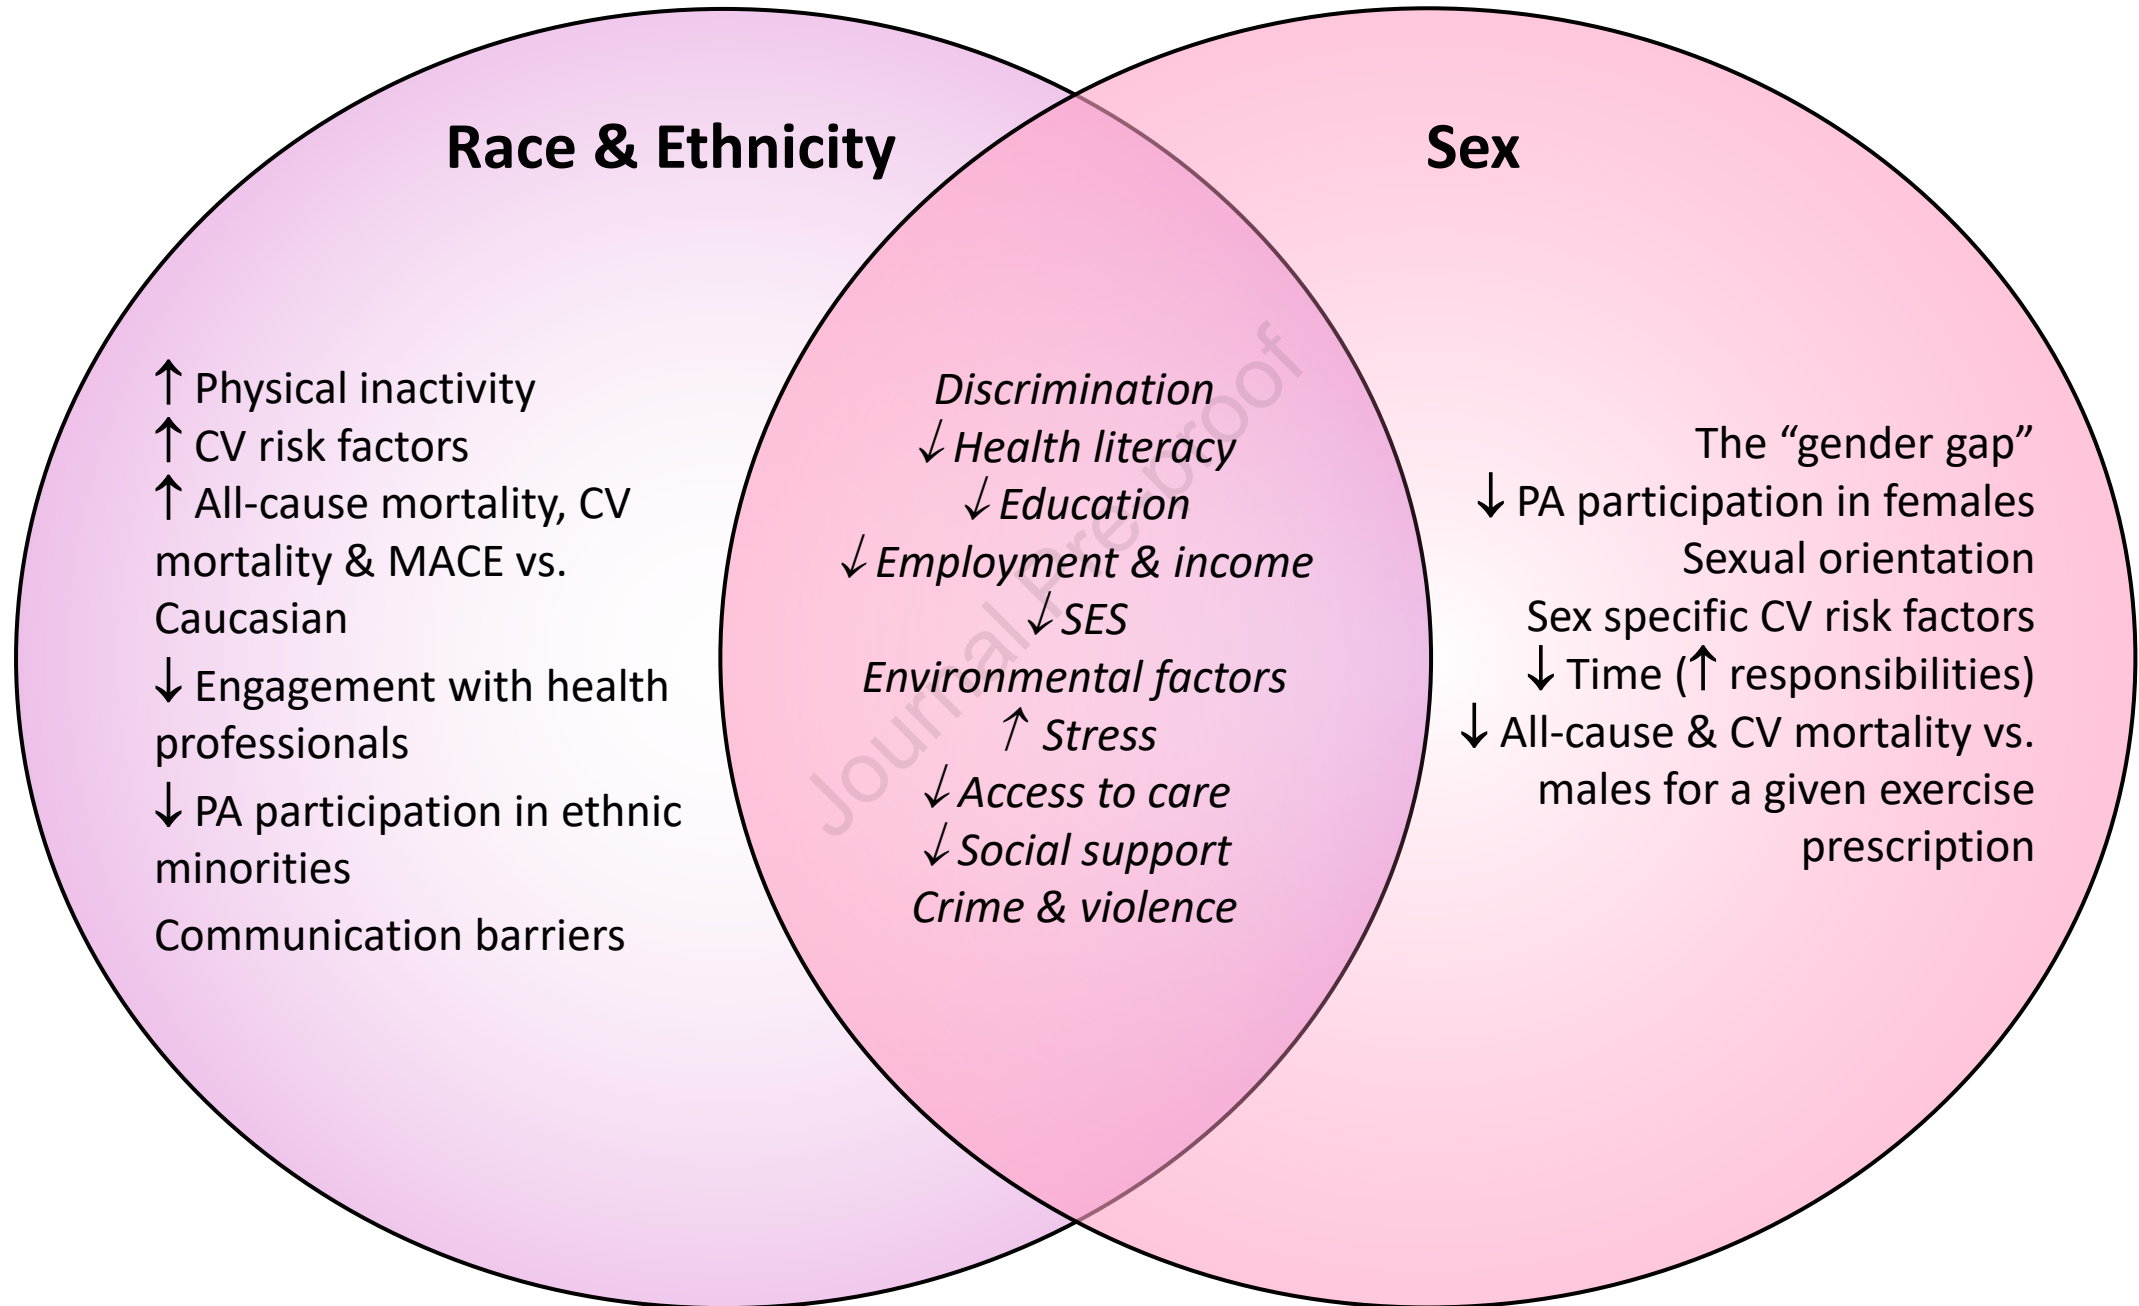 Race & Ethnicity
↑ Physical inactivity
↑ CV risk factors
↑ All-cause mortality, CV
mortality & MACE vs.
Caucasian
↓ Engagement with health
professionals
↓ PA participation in ethnic
minorities
Communication barriers
Discrimination
↓ Health literacy
↓ Education
↓ Employment & income
↓ SES
Environmental factors
↑ Stress
↓ Access to care
↓ Social support
Crime & violence
Sex
The “gender gap”
↓ PA participation in females
Sexual orientation
Sex specific CV risk factors
↓ Time (↑ responsibilities)
↓ All-cause & CV mortality vs.
males for a given exercise
prescription
Journal Pre-proof